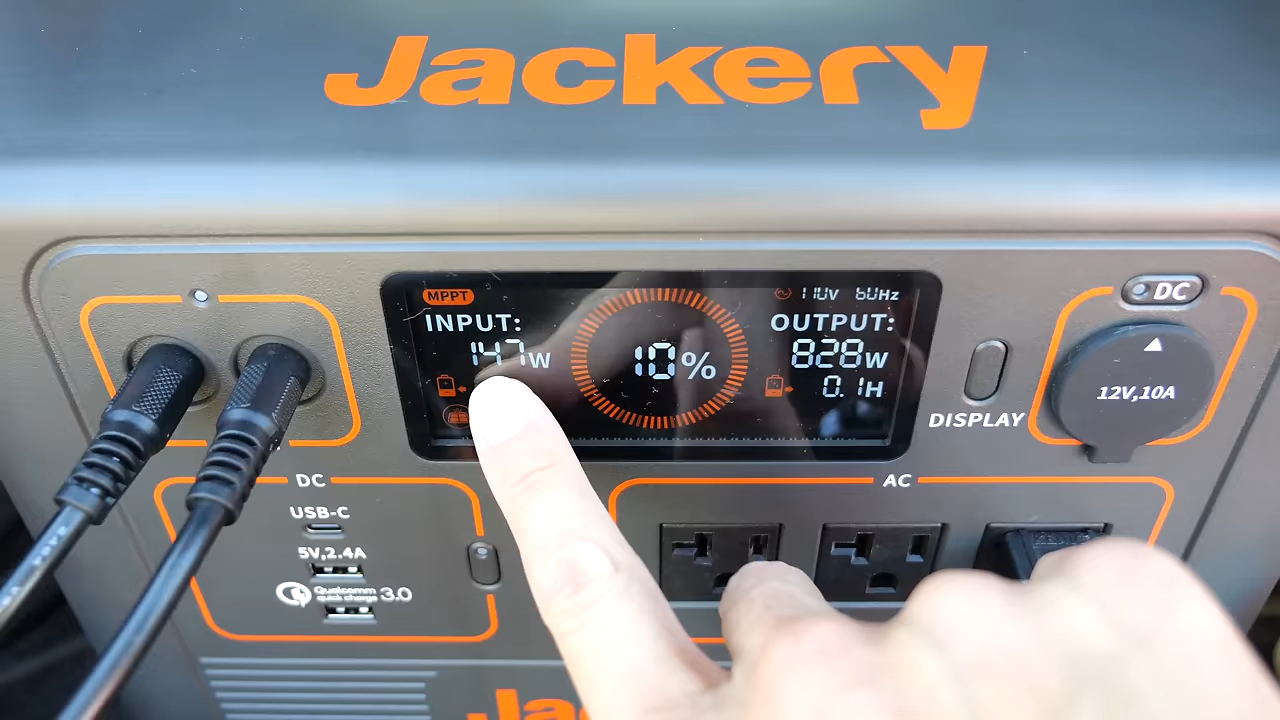 Jackery
MPPT
INPUT:
147W
10%
110V 60Hz
OUTPUT:
828W
0.1H
DISPLAY
DC
12V,10A
DC
USB-C
5V,2.4A
Qualcomm
quick charge 3.0
AC